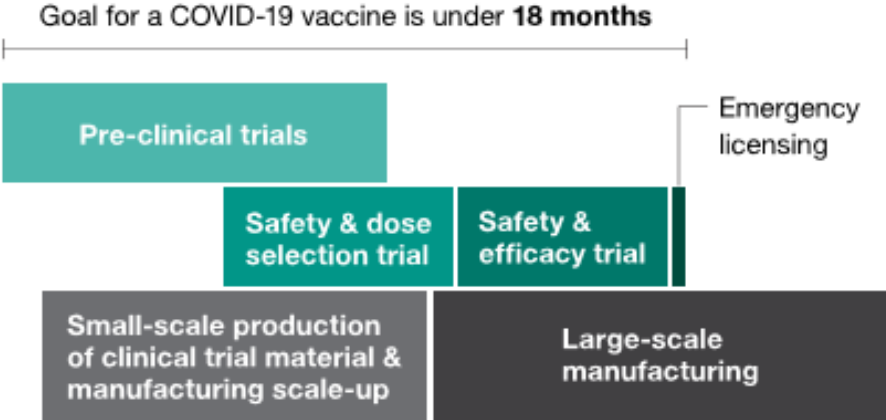 Goal for a COVID-19 vaccine is under 18 months
Pre-clinical trials
Emergency
licensing
Safety & dose
selection trial
Safety &
efficacy trial
Small-scale production
of clinical trial material &
manufacturing scale-up
Large-scale
manufacturing